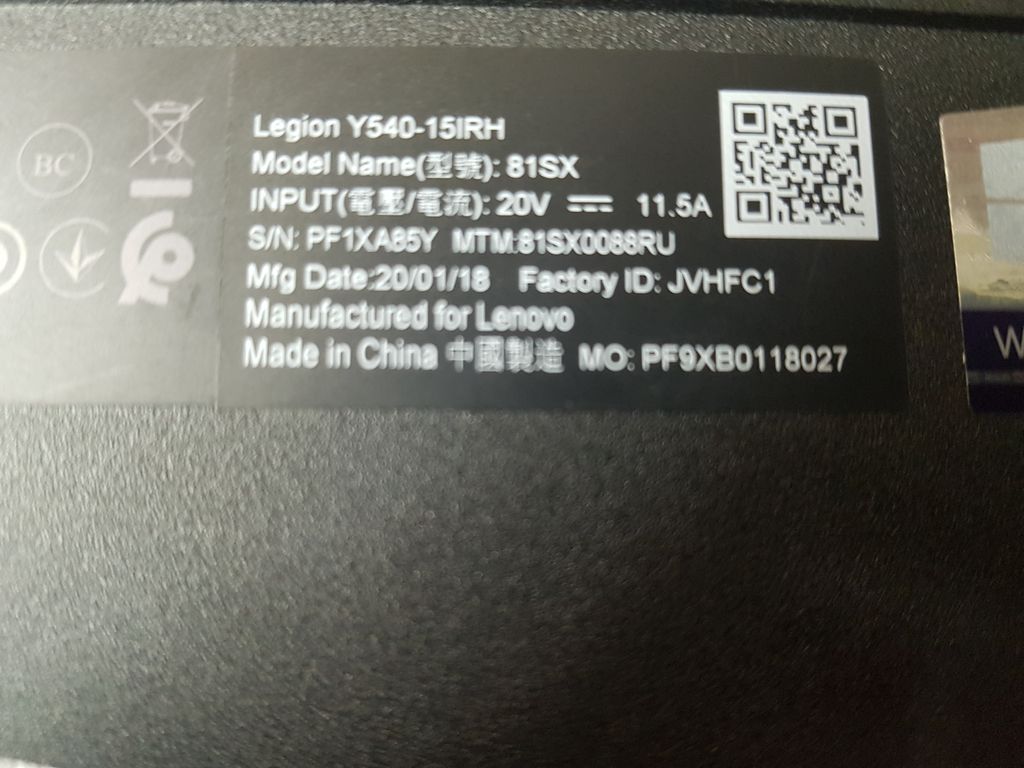 Legion Y540-15IRH
Model Name(型號): 81SX
INPUT(電壓/電流): 20V 11.5A
S/N: PF1XA85Y MTM:81SX0088RU
Mfg Date:20/01/18 Factory ID: JVHFC1
Manufactured for Lenovo
Made in China 中國製造 MO: PF9XB0118027
BC
W